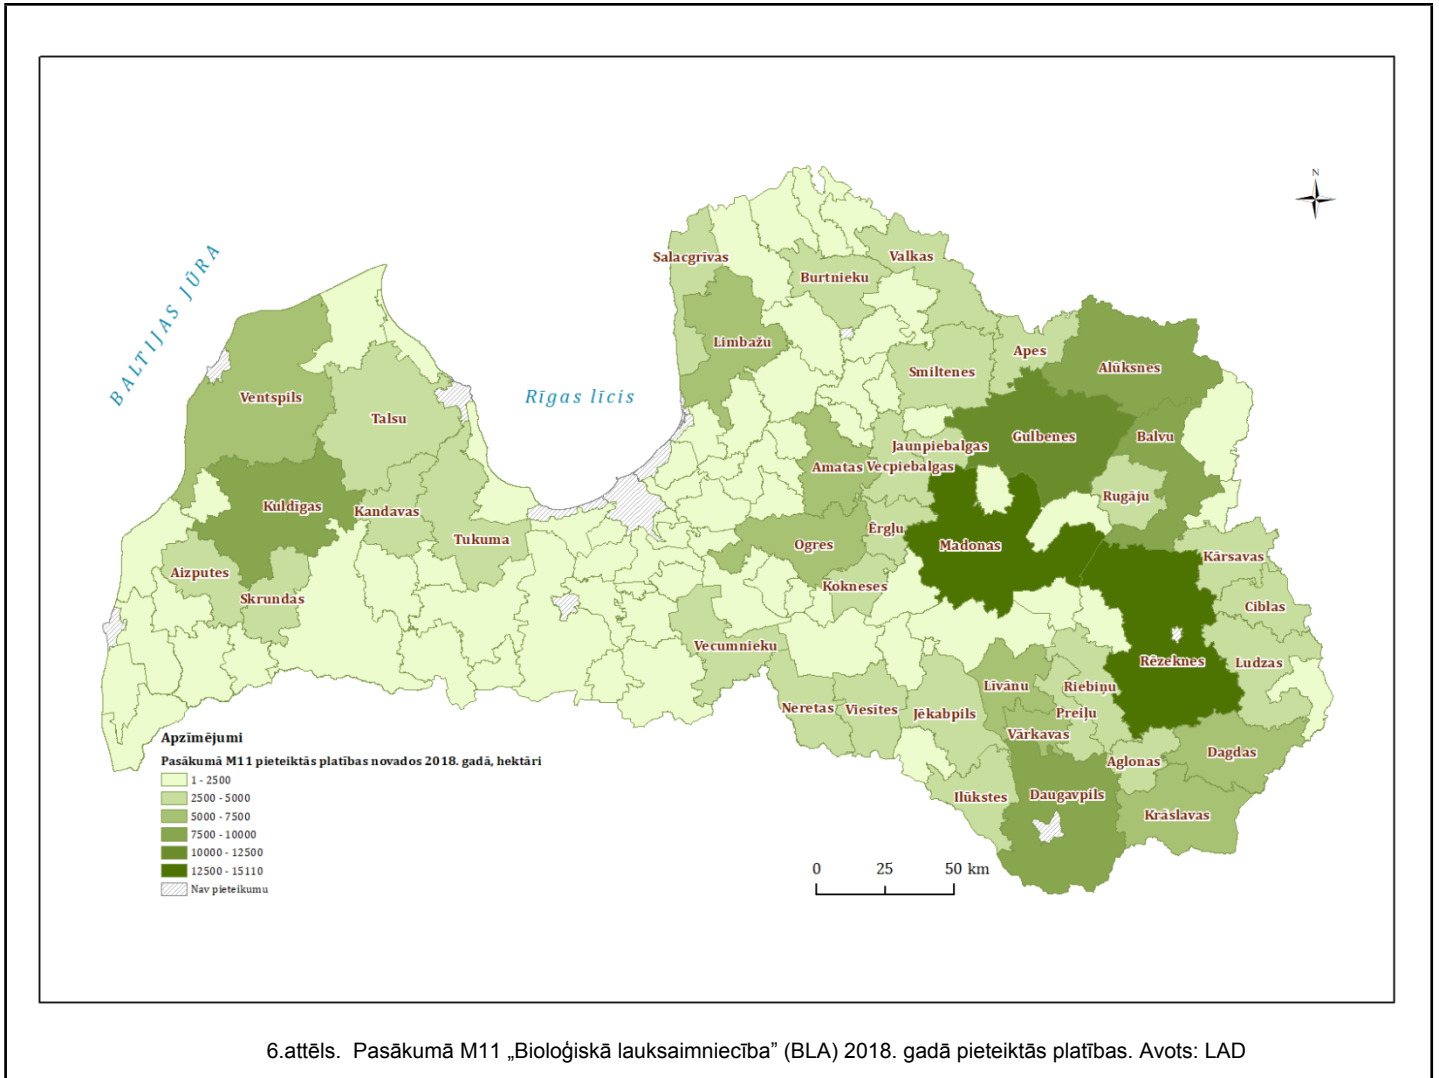 N
BALTIJAS JŪRA
Rīgas līcis
Salacgrīvas
Valkas
Burtnieku
Limbažu
Apes
Alūksnes
Smiltenes
Ventspils
Talsu
Gulbenes
Balvu
Jaunpiebalgas
Amatas
Vecpiebalgas
Rugāju
Kuldīgas
Kandavas
Ērgļu
Tukuma
Ogres
Madonas
Kārsavas
Aizputes
Kokneses
Skrundas
Ciblas
Vecumnieku
Rēzeknes
Ludzas
Līvānu
Riebiņu
Neretas
Viesītes
Jēkabpils
Preiļu
Vārkavas
Dagdas
Aglonas
Ilūkstes
Daugavpils
Krāslavas
Apzīmējumi
Pasākumā M11 pieteiktās platības novados 2018. gadā, hektāri
1 - 2500
2500 - 5000
5000 - 7500
7500 - 10000
10000 - 12500
12500 - 15110
Nav pieteikumu
0 25 50 km
6.attēls. Pasākumā M11 „Bioloģiskā lauksaimniecība” (BLA) 2018. gadā pieteiktās platības. Avots: LAD